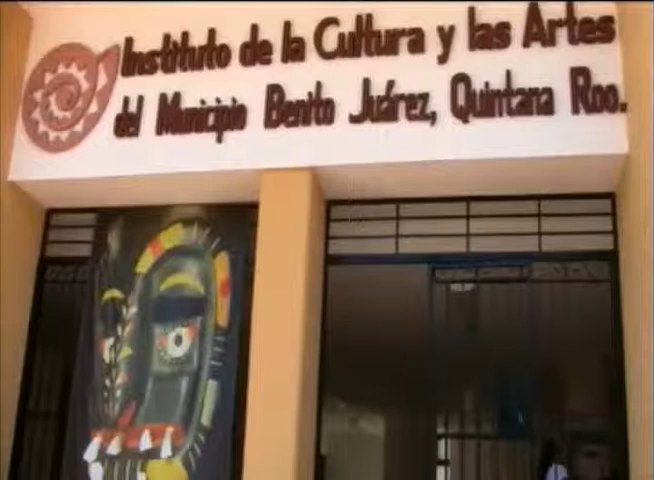 Instituto de la Cultura y las Artes
del Municipio Benito Juárez, Quintana Roo.